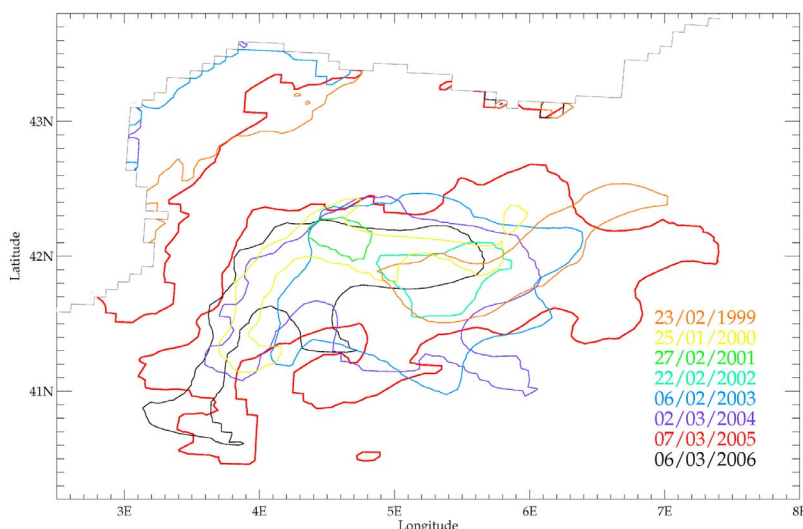 43N
42N
41N
Latitude
23/02/1999
25/01/2000
27/02/2001
22/02/2002
06/02/2003
02/03/2004
07/03/2005
06/03/2006
3E 4E 5E 6E 7E 8E
Longitude